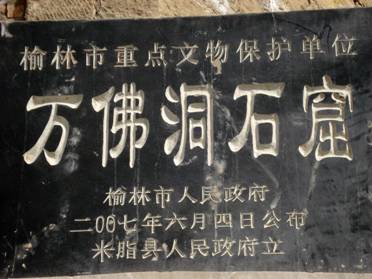 榆林市重点文物保护单位
万佛洞石窟
榆林市人民政府
二〇〇七年六月四日公布
米脂县人民政府立